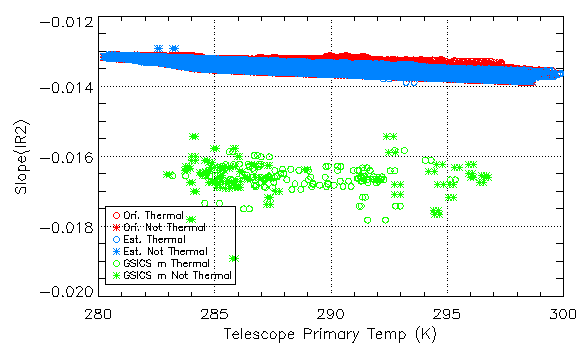 −0.012
−0.014
−0.016
−0.018
−0.020
Slope(IR2)
Ori. Thermal
Ori. Not Thermal
Est. Thermal
Est. Not Thermal
GSICS m Thermal
GSICS m Not Thermal
280 285 290 295 300
Telescope Primary Temp (K)